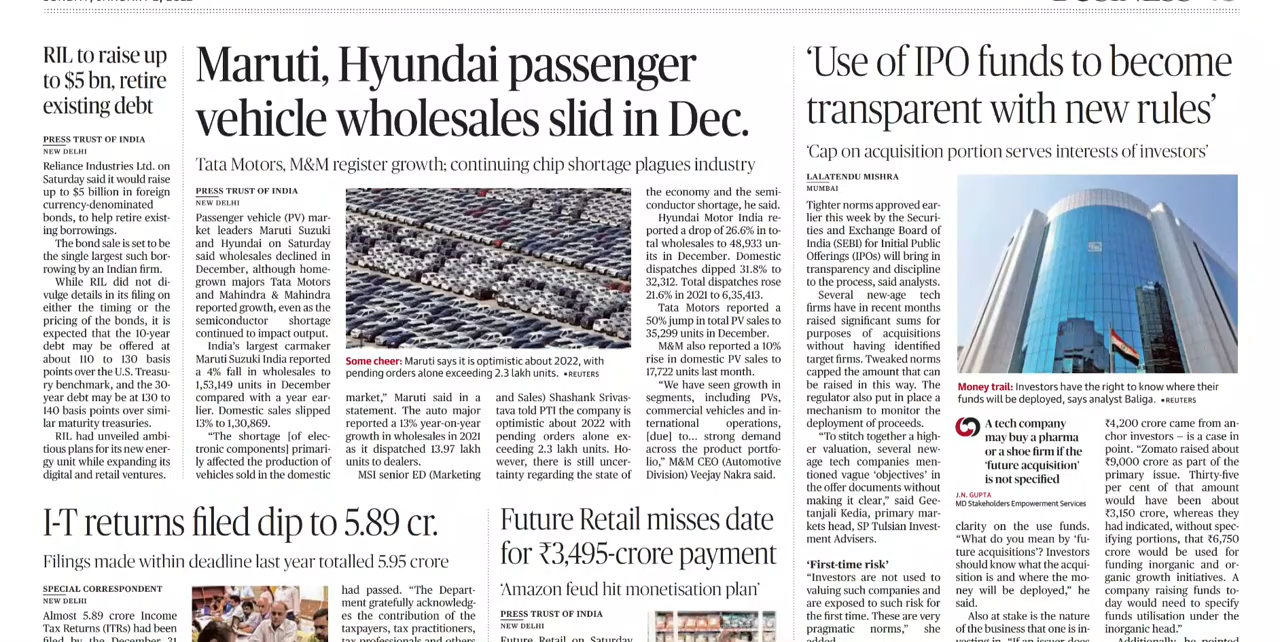 RIL to raise up
to $5 bn, retire
existing debt
PRESS TRUST OF INDIA
NEW DELHI
Reliance Industries Ltd. on
Saturday said it would raise
up to $5 billion in foreign
currency-denominated
bonds, to help retire exist-
ing borrowings.
The bond sale is set to be
the single largest such bor-
rowing by an Indian firm.
While RIL did not di-
vulge details in its filing on
either the timing or the
pricing of the bonds, it is
expected that the 10-year
debt may be offered at
about 110 to 130 basis
points over the U.S. Treasu-
ry benchmark, and the 30-
year debt may be at 130 to
140 basis points over simi-
lar maturity treasuries.
RIL had unveiled ambi-
tious plans for its new ener-
gy unit while expanding its
digital and retail ventures.
Maruti, Hyundai passenger
vehicle wholesales slid in Dec.
Tata Motors, M&M register growth; continuing chip shortage plagues industry
PRESS TRUST OF INDIA
NEW DELHI
Passenger vehicle (PV) mar-
ket leaders Maruti Suzuki
and Hyundai on Saturday
said wholesales declined in
December, although home-
grown majors Tata Motors
and Mahindra & Mahindra
reported growth, even as the
semiconductor shortage
continued to impact output.
India's largest carmaker
Maruti Suzuki India reported
a 4% fall in wholesales to
1,53,149 units in December
compared with a year ear-
lier. Domestic sales slipped
13% to 1,30,869.
"The shortage [of elec-
tronic components] primari-
ly affected the production of
vehicles sold in the domestic
Some cheer: Maruti says it is optimistic about 2022, with
pending orders alone exceeding 2.3 lakh units. •REUTERS
market," Maruti said in a
statement. The auto major
reported a 13% year-on-year
growth in wholesales in 2021
as it dispatched 13.97 lakh
units to dealers.
MSI senior ED (Marketing
and Sales) Shashank Srivas-
tava told PTI the company is
optimistic about 2022 with
pending orders alone ex-
ceeding 2.3 lakh units. Ho-
wever, there is still uncer-
tainty regarding the state of
the economy and the semi-
conductor shortage, he said.
Hyundai Motor India re-
ported a drop of 26.6% in to-
tal wholesales to 48,933 un-
its in December. Domestic
dispatches dipped 31.8% to
32,312. Total dispatches rose
21.6% in 2021 to 6,35,413.
Tata Motors reported a
50% jump in total PV sales to
35,299 units in December.
M&M also reported a 10%
rise in domestic PV sales to
17,722 units last month.
"We have seen growth in
segments, including PVs,
commercial vehicles and in-
ternational operations,
[due] to... strong demand
across the product portfo-
lio," M&M CEO (Automotive
Division) Veejay Nakra said.
'Use of IPO funds to become
transparent with new rules'
'Cap on acquisition portion serves interests of investors'
LALATENDU MISHRA
MUMBAI
Tighter norms approved ear-
lier this week by the Securi-
ties and Exchange Board of
India (SEBI) for Initial Public
Offerings (IPOs) will bring in
transparency and discipline
to the process, said analysts.
Several new-age tech
firms have in recent months
raised significant sums for
purposes of acquisitions
without having identified
target firms. Tweaked norms
capped the amount that can
be raised in this way. The
regulator also put in place a
mechanism to monitor the
deployment of proceeds.
"To stitch together a high-
er valuation, several new-
age tech companies men-
tioned vague 'objectives' in
the offer documents without
making it clear," said Gee-
tanjali Kedia, primary mar-
kets head, SP Tulsian Invest-
ment Advisers.
'First-time risk'
"Investors are not used to
valuing such companies and
are exposed to such risk for
the first time. These are very
pragmatic norms," she
Money trail: Investors have the right to know where their
funds will be deployed, says analyst Baliga. •REUTERS
A tech company
may buy a pharma
or a shoe firm if the
'future acquisition'
is not specified
J.N. GUPTA
MD Stakeholders Empowerment Services
clarity on the use funds.
"What do you mean by 'fu-
ture acquisitions'? Investors
should know what the acqui-
sition is and where the mo-
ney will be deployed," he
said.
Also at stake is the nature
of the business that one is in-
₹4,200 crore came from an-
chor investors – is a case in
point. "Zomato raised about
₹9,000 crore as part of the
primary issue. Thirty-five
per cent of that amount
would have been about
₹3,150 crore, whereas they
had indicated, without spec-
ifying portions, that ₹6,750
crore would be used for
funding inorganic and or-
ganic growth initiatives. A
company raising funds to-
day would need to specify
funds utilisation under the
inorganic head."
I-T returns filed dip to 5.89 cr.
Filings made within deadline last year totalled 5.95 crore
SPECIAL CORRESPONDENT
NEW DELHI
Almost 5.89 crore Income
Tax Returns (ITRs) had been
had passed. "The Depart-
ment gratefully acknowledg-
es the contribution of the
taxpayers, tax practitioners,
Future Retail misses date
for ₹3,495-crore payment
'Amazon feud hit monetisation plan'
PRESS TRUST OF INDIA
NEW DELHI
Future Retail on Saturday